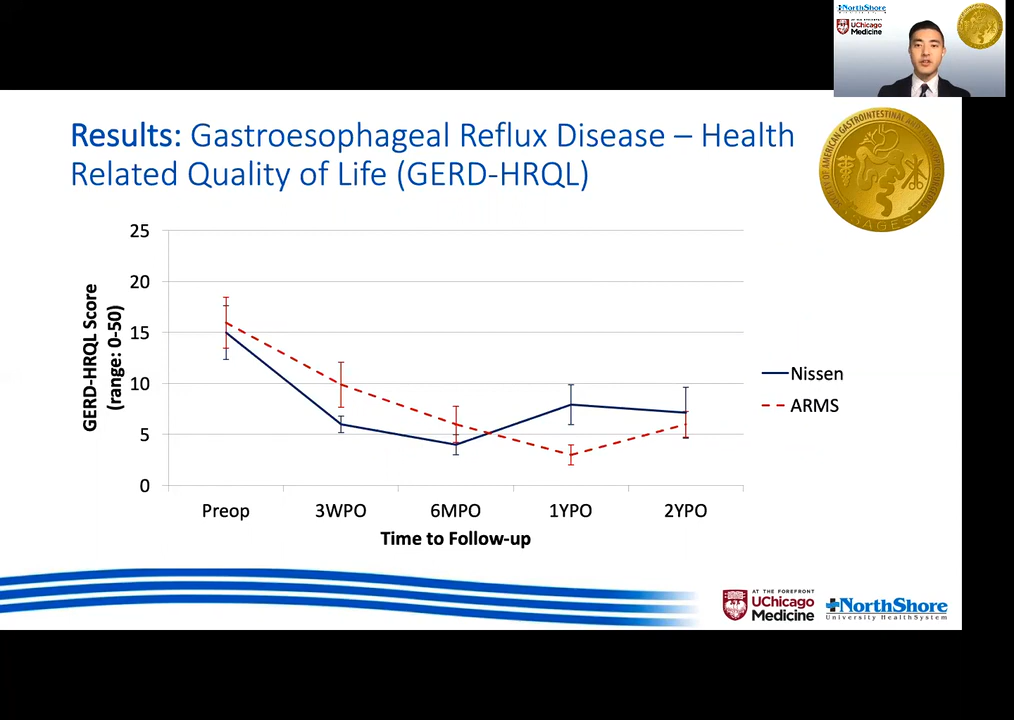 NorthShore
UChicago
Medicine
Results: Gastroesophageal Reflux Disease – Health
Related Quality of Life (GERD-HRQL)
SAGES
GERD-HRQL Score
(range: 0-50)
25
20
15
10
5
0
Preop
3WPO
6MPO
1YPO
2YPO
Time to Follow-up
Nissen
ARMS
AT THE FOREFRONT
UChicago
Medicine
NorthShore
University HealthSystem